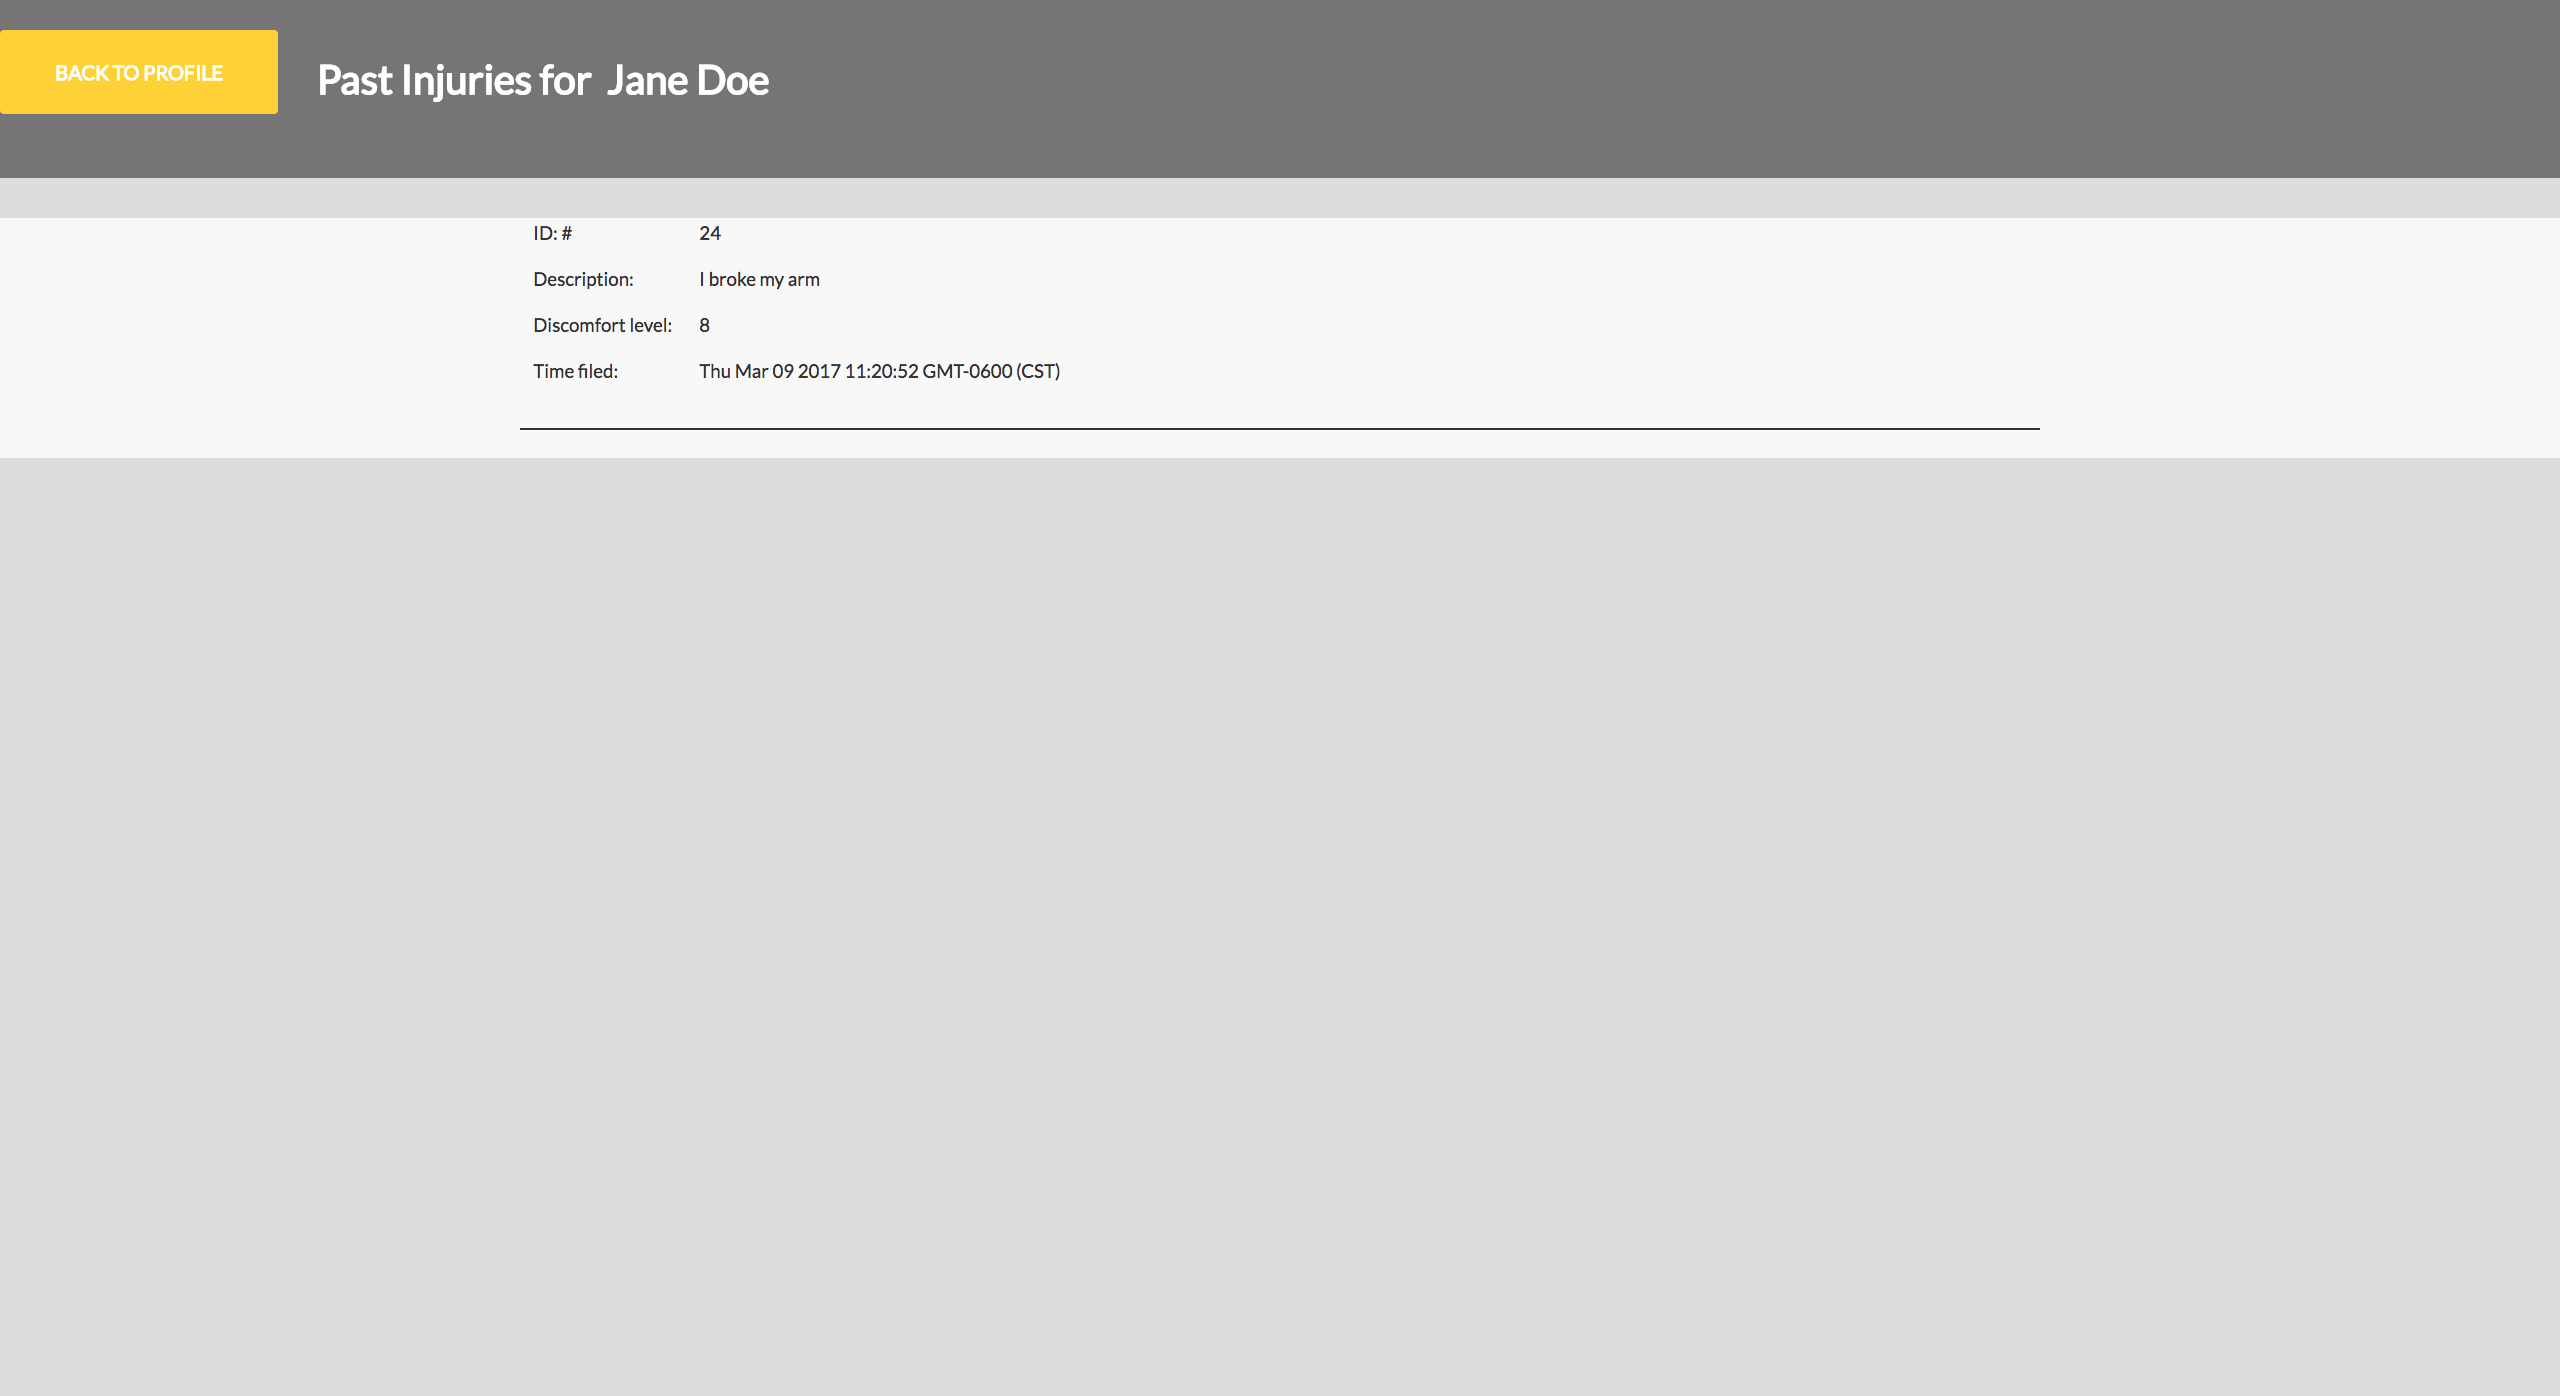 BACK TO PROFILE
Past Injuries for Jane Doe
ID: # 24
Description: I broke my arm
Discomfort level: 8
Time filed: Thu Mar 09 2017 11:20:52 GMT-0600 (CST)